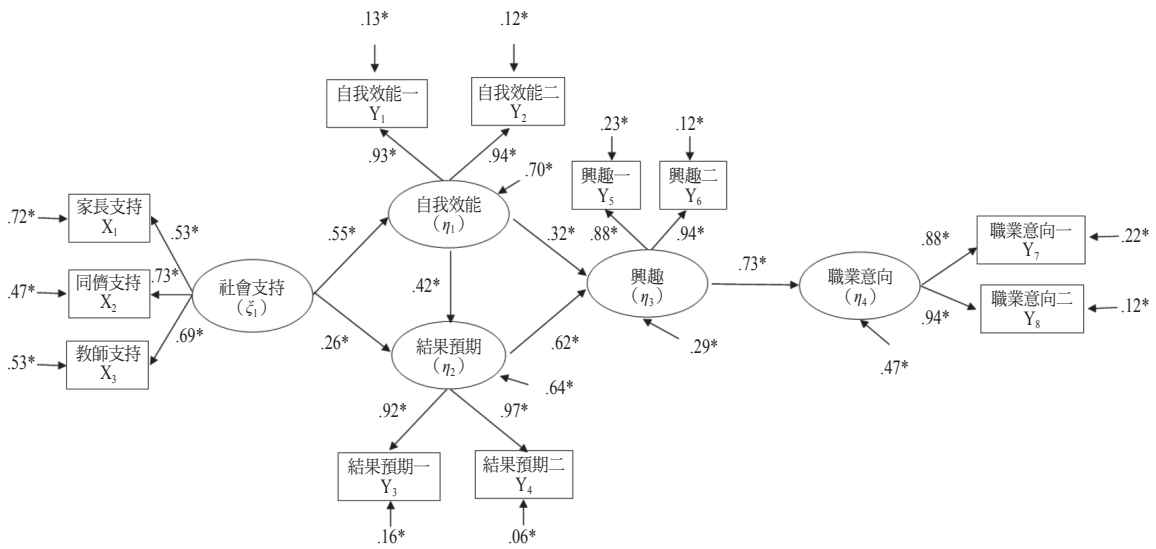 .13*
.12*
自我效能一
Y₁
自我效能二
Y₂
.93*
.94*
.23*
.12*
興趣一
Y₅
興趣二
Y₆
.70*
自我效能
(η₁)
.72*
家長支持
X₁
.53*
.55*
.32*
.88*
.94*
職業意向一
Y₇
.22*
.88*
.47*
同儕支持
X₂
.73*
社會支持
(ξ₁)
.42*
興趣
(η₃)
.73*
職業意向
(η₄)
職業意向二
Y₈
.12*
.94*
.53*
教師支持
X₃
.69*
.26*
結果預期
(η₂)
.62*
.29*
.47*
.64*
.92*
.97*
結果預期一
Y₃
結果預期二
Y₄
.16*
.06*